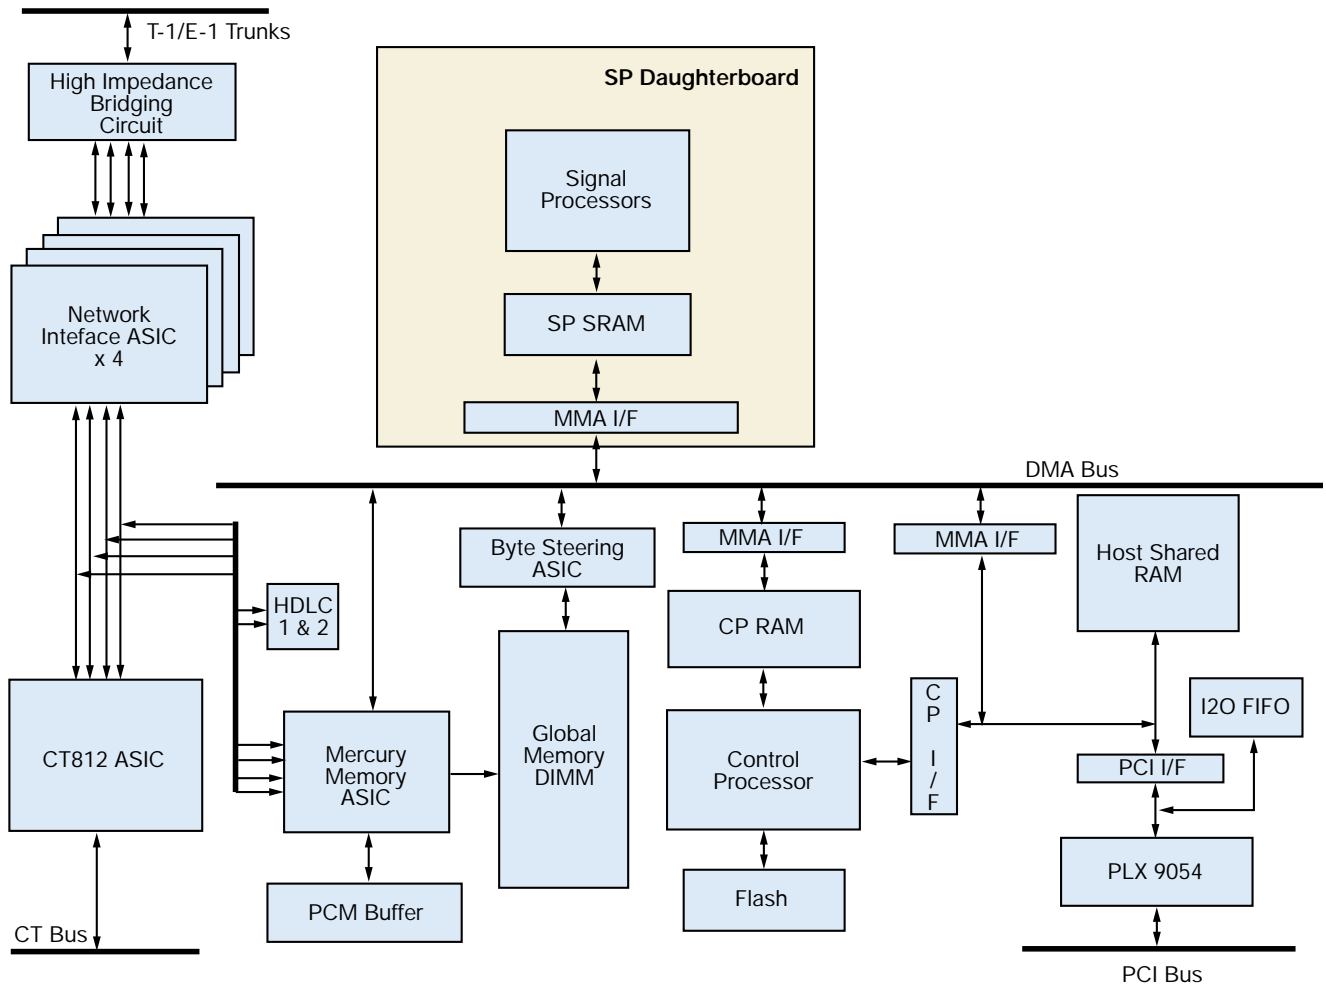 T-1/E-1 Trunks
High Impedance
Bridging
Circuit
SP Daughterboard
Signal
Processors
SP SRAM
MMA I/F
Network
Inteface ASIC
x 4
DMA Bus
MMA I/F
MMA I/F
Byte Steering
ASIC
Host Shared
RAM
HDLC
1 & 2
CP RAM
CT812 ASIC
Mercury
Memory
ASIC
Global
Memory
DIMM
Control
Processor
C
P
I
/
F
I2O FIFO
PCI I/F
PLX 9054
PCM Buffer
Flash
CT Bus
PCI Bus